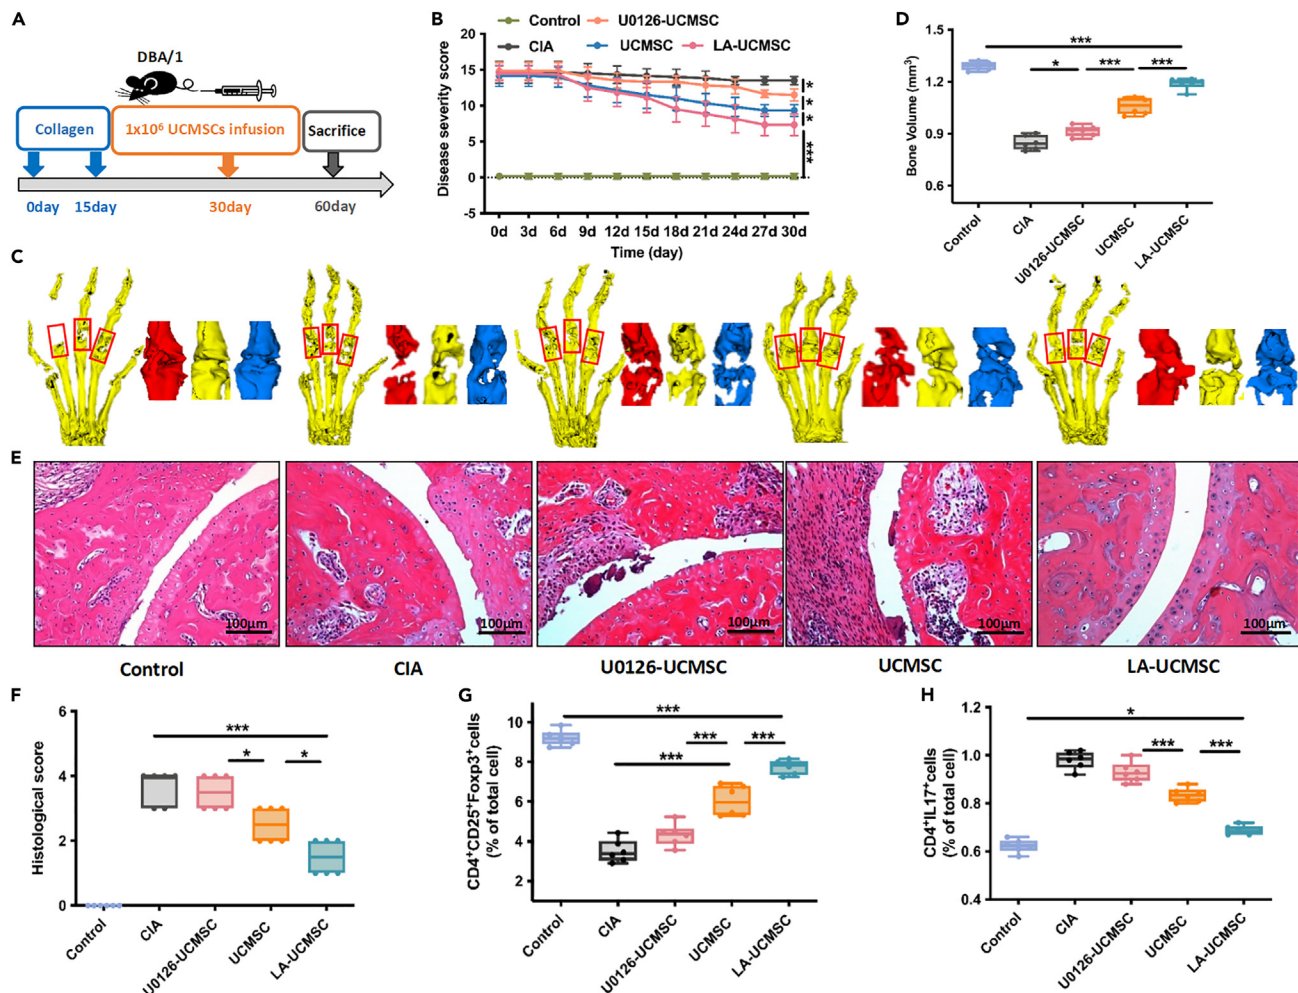 A
DBA/1
Collagen
1x10⁶ UCMSCs infusion
Sacrifice
0day
15day
30day
60day
B
Control
U0126-UCMSC
CIA
UCMSC
LA-UCMSC
Disease severity score
20
15
10
5
0
-5
*
*
*
***
0d 3d 6d 9d 12d 15d 18d 21d 24d 27d 30d
Time (day)
D
Bone Volume (mm³)
1.5
1.2
0.9
0.6
***
* *** ***
Control
CIA
U0126-UCMSC
UCMSC
LA-UCMSC
C
E
100μm
100μm
100μm
100μm
100μm
Control
CIA
U0126-UCMSC
UCMSC
LA-UCMSC
F
Histological score
6
4
2
0
***
* *
Control
CIA
U0126-UCMSC
UCMSC
LA-UCMSC
G
CD4⁺CD25⁺Foxp3⁺cells
(% of total cell)
10
8
6
4
2
***
*** ***
***
Control
CIA
U0126-UCMSC
UCMSC
LA-UCMSC
H
CD4⁺IL17⁺cells
(% of total cell)
1.2
1.0
0.8
0.6
0.4
*
*** ***
Control
CIA
U0126-UCMSC
UCMSC
LA-UCMSC